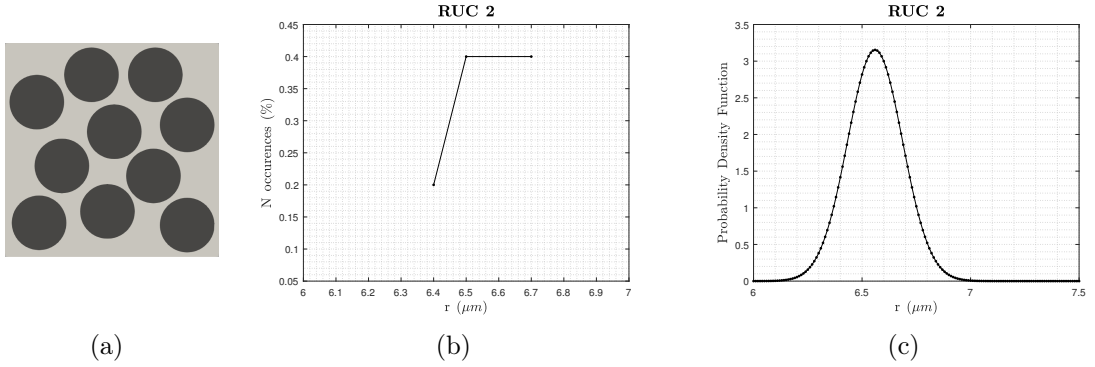 RUC 2
0.45
0.4
0.35
0.3
0.25
0.2
0.15
0.1
0.05
N occurences (%)
6 6.1 6.2 6.3 6.4 6.5 6.6 6.7 6.8 6.9 7
r (μm)
RUC 2
3.5
3
2.5
2
1.5
1
0.5
0
Probability Density Function
6 6.5 7 7.5
r (μm)
(a) (b) (c)